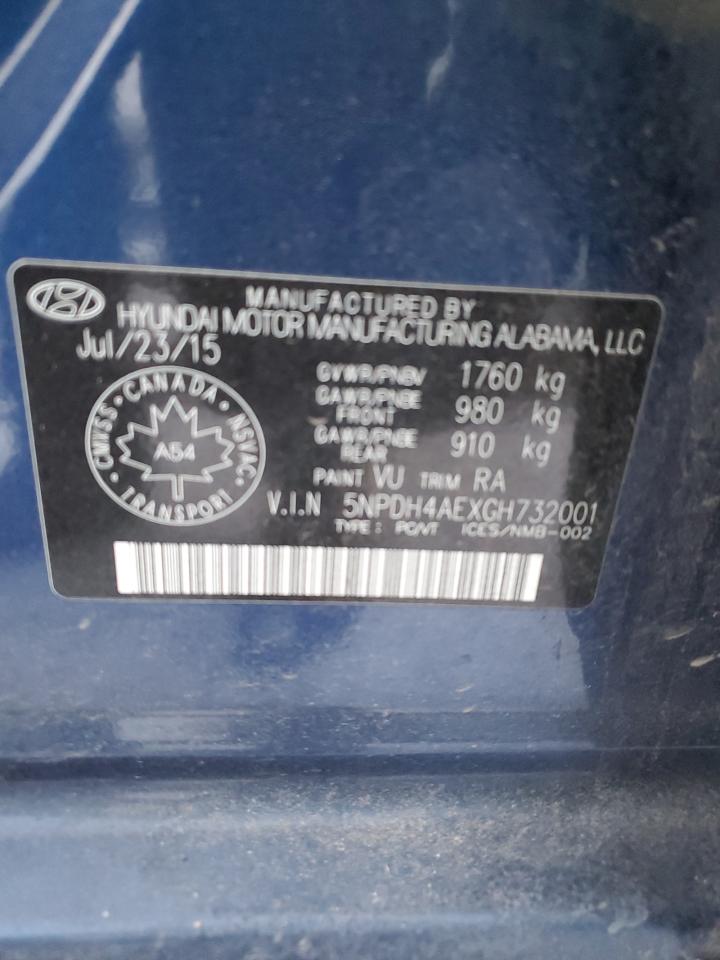 MANUFACTURED BY
HYUNDAI MOTOR MANUFACTURING ALABAMA, LLC
Jul/23/15
GVWR/PNBV 1760 kg
GAWR/PNBE FRONT 980 kg
GAWR/PNBE REAR 910 kg
CANADA · NSVAC · TRANSPORT · CMVSS ·
A54
PAINT VU TRIM RA
V.I.N 5NPDH4AEXGH732001
TYPE : PC/VT ICES/NMB-002